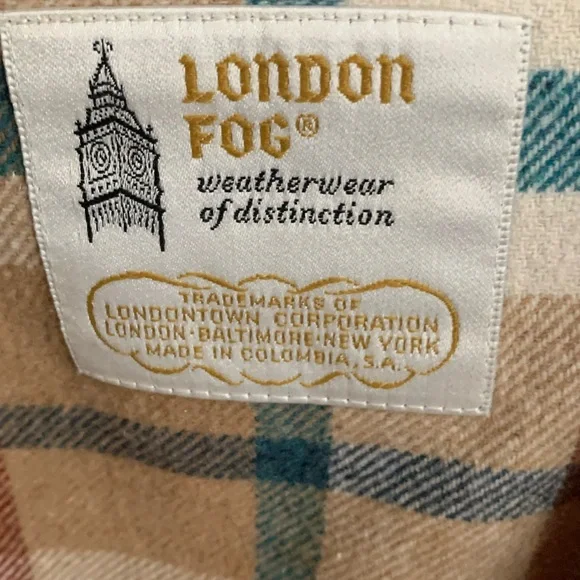 LONDON
FOG®
weatherwear
of distinction
TRADEMARKS OF
LONDONTOWN CORPORATION
LONDON·BALTIMORE·NEW YORK
MADE IN COLOMBIA, S.A.